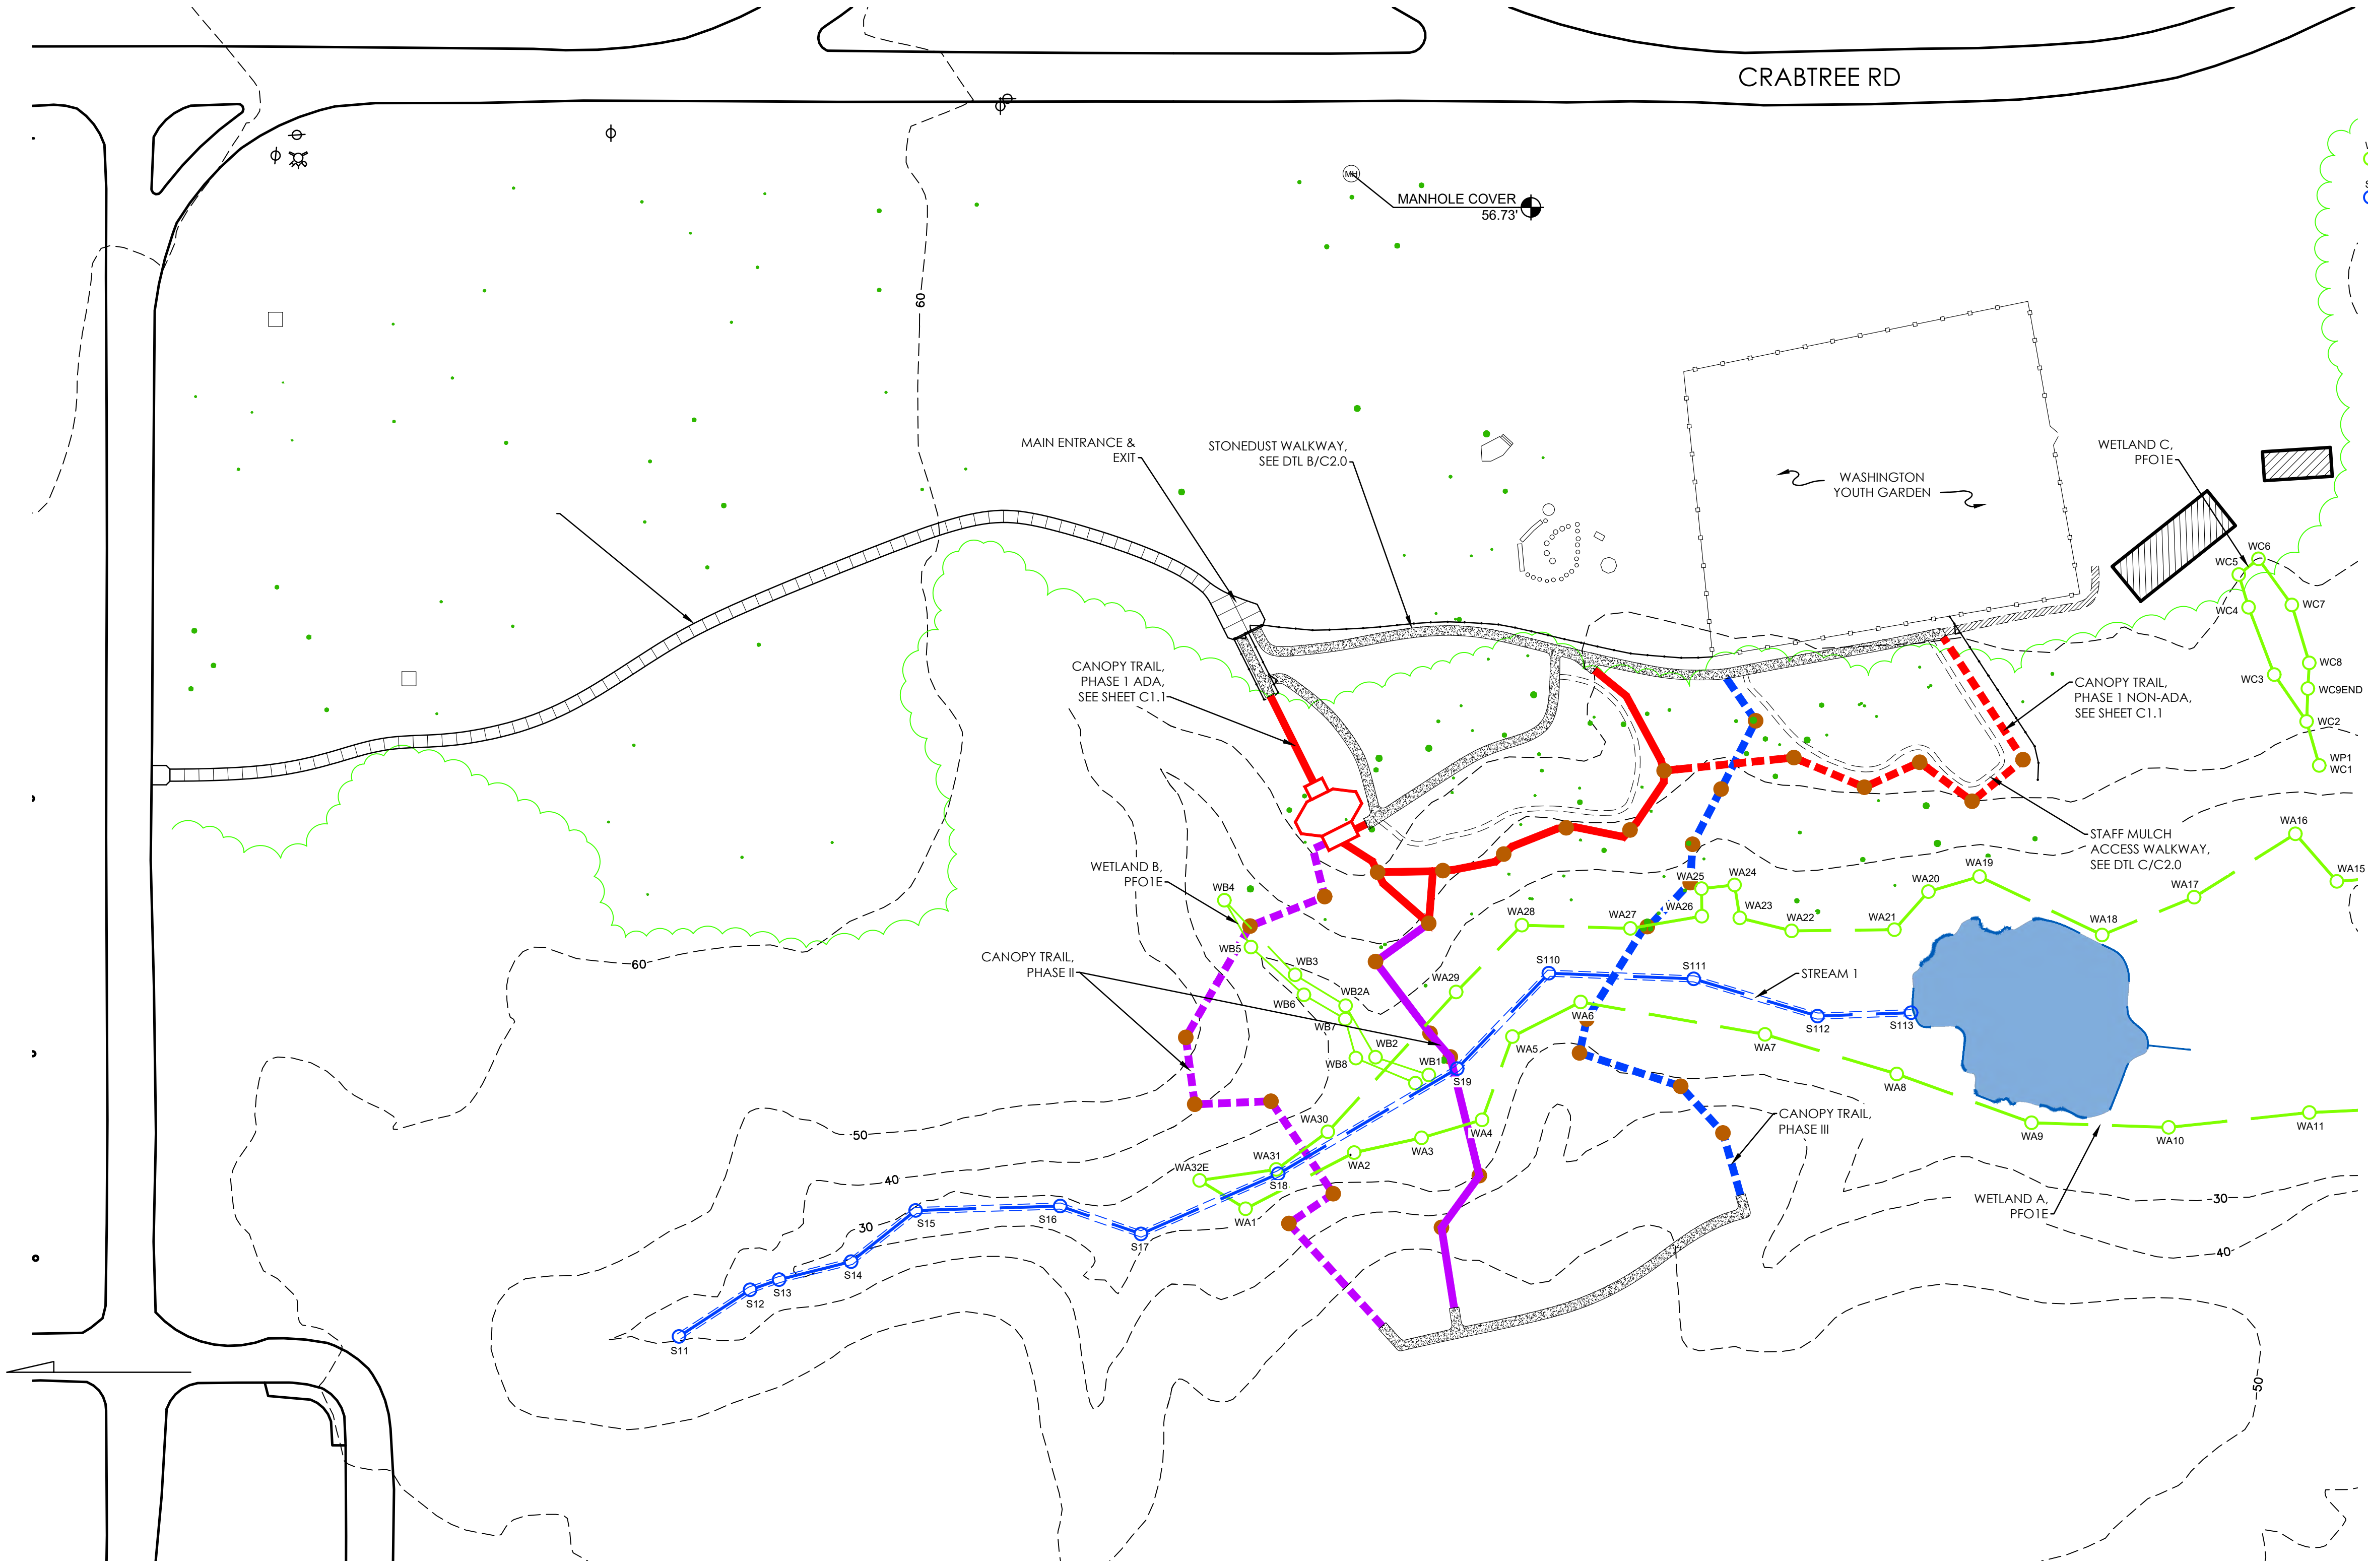 CRABTREE RD
MH
MANHOLE COVER
56.73'
60
MAIN ENTRANCE &
EXIT
STONEDUST WALKWAY,
SEE DTL B/C2.0
WASHINGTON
YOUTH GARDEN
WETLAND C,
PFO1E
WC6
WC5
WC4
WC7
WC8
WC3
WC9END
WC2
WP1
WC1
CANOPY TRAIL,
PHASE 1 ADA,
SEE SHEET C1.1
CANOPY TRAIL,
PHASE 1 NON-ADA,
SEE SHEET C1.1
STAFF MULCH
ACCESS WALKWAY,
SEE DTL C/C2.0
WETLAND B,
PFO1E
WB4
WB5
WB3
WB6
WB2A
WB7
WB2
WB8
WB1
WA16
WA15
WA17
WA18
WA19
WA20
WA21
WA22
WA23
WA24
WA25
WA26
WA27
WA28
WA29
60
CANOPY TRAIL,
PHASE II
S110
S111
STREAM 1
S112
S113
WA6
WA5
WA7
WA8
S19
CANOPY TRAIL,
PHASE III
WA9
WA10
WA11
WA4
WA3
WA2
WA30
WA31
WA32E
S18
WA1
50
40
30
S15
S16
S17
S14
S13
S12
S11
WETLAND A,
PFO1E
30
40
50